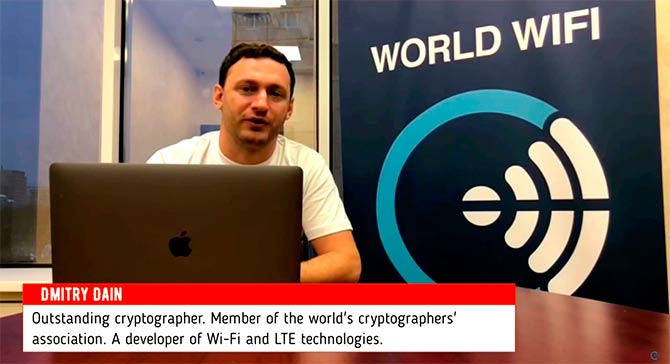 WORLD WIFI
DMITRY DAIN
Outstanding cryptographer. Member of the world's cryptographers'
association. A developer of Wi-Fi and LTE technologies.